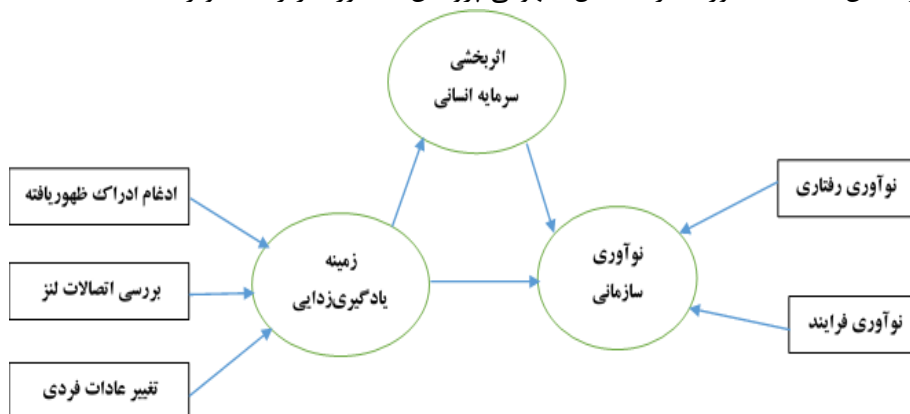 اثربخشی
سرمایه انسانی
ادغام ادراک ظهوریافته
نوآوری رفتاری
زمینه
یادگیری‌زدایی
نوآوری
سازمانی
بررسی اتصالات لنز
نوآوری فرایند
تغییر عادات فردی